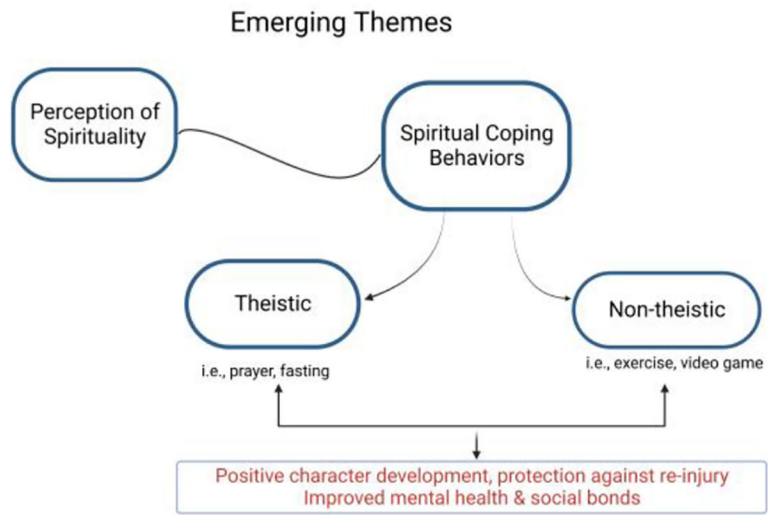 Emerging Themes
Perception of
Spirituality
Spiritual Coping
Behaviors
Theistic
Non-theistic
i.e., prayer, fasting
i.e., exercise, video game
Positive character development, protection against re-injury
Improved mental health & social bonds